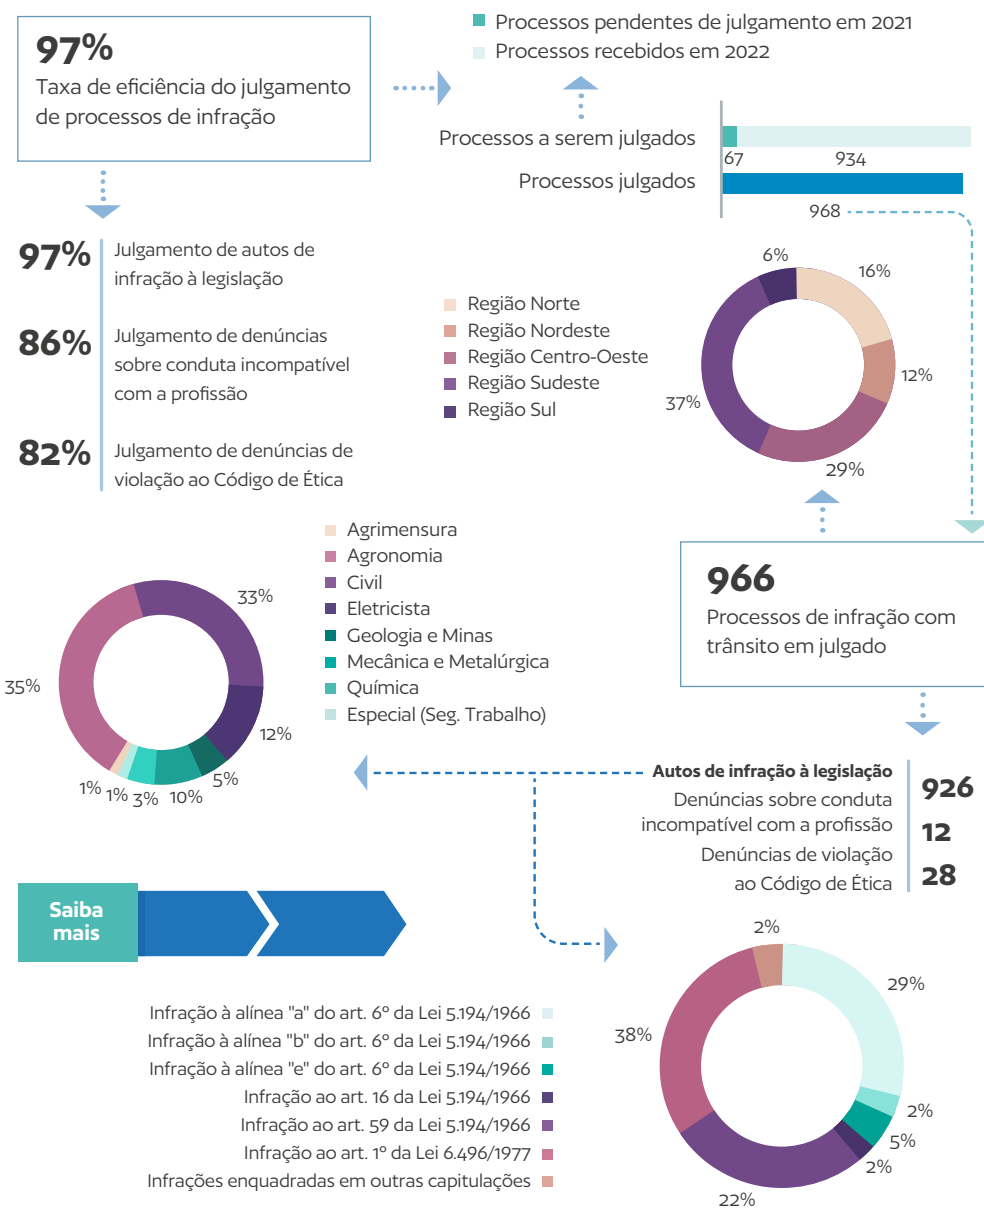 97%
Taxa de eficiência do julgamento
de processos de infração
Processos pendentes de julgamento em 2021
Processos recebidos em 2022
Processos a serem julgados
67
934
Processos julgados
968
97%
Julgamento de autos de
infração à legislação
86%
Julgamento de denúncias
sobre conduta incompatível
com a profissão
82%
Julgamento de denúncias de
violação ao Código de Ética
Região Norte
Região Nordeste
Região Centro-Oeste
Região Sudeste
Região Sul
6%
16%
12%
37%
29%
Agrimensura
Agronomia
Civil
Eletricista
Geologia e Minas
Mecânica e Metalúrgica
Química
Especial (Seg. Trabalho)
33%
35%
12%
5%
10%
3%
1%
1%
966
Processos de infração com
trânsito em julgado
Autos de infração à legislação
926
Denúncias sobre conduta
incompatível com a profissão
12
Denúncias de violação
ao Código de Ética
28
Saiba
mais
Infração à alínea "a" do art. 6º da Lei 5.194/1966
Infração à alínea "b" do art. 6º da Lei 5.194/1966
Infração à alínea "e" do art. 6º da Lei 5.194/1966
Infração ao art. 16 da Lei 5.194/1966
Infração ao art. 59 da Lei 5.194/1966
Infração ao art. 1º da Lei 6.496/1977
Infrações enquadradas em outras capitulações
2%
29%
38%
2%
5%
2%
22%